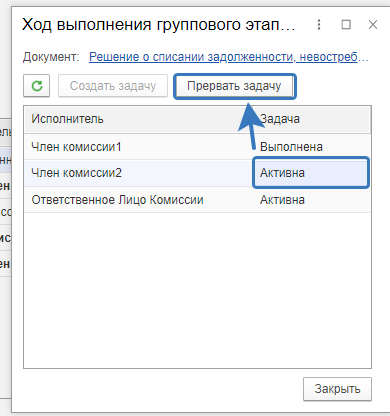 Ход выполнения группового этап...
Документ: Решение о списании задолженности, невостреб...
Создать задачу Прервать задачу
Исполнитель Задача
Член комиссии1 Выполнена
Член комиссии2 Активна
Ответственное Лицо Комиссии Активна
Закрыть